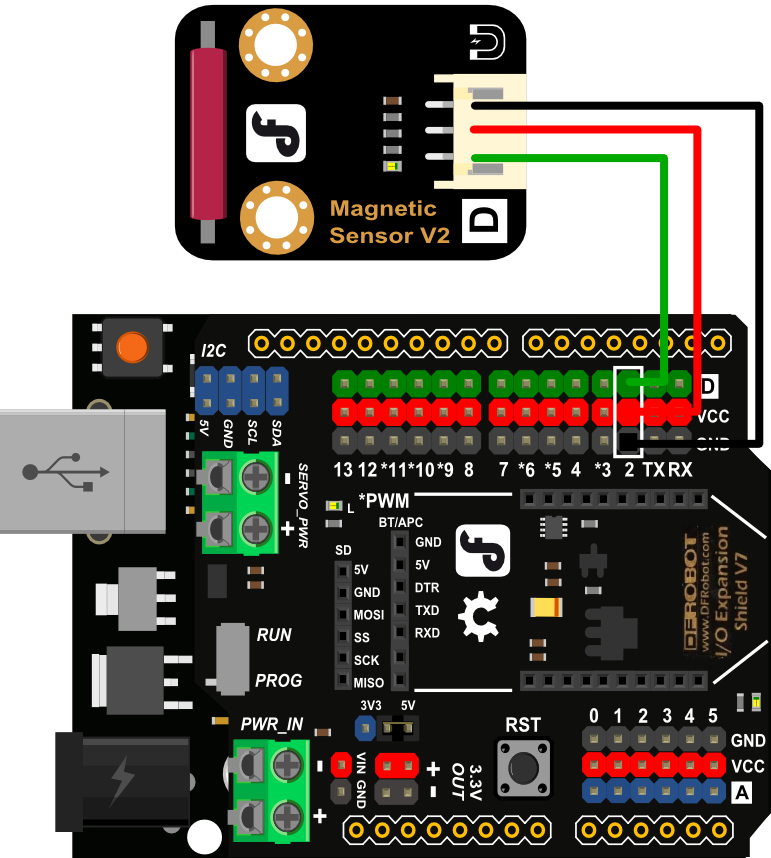 Magnetic
Sensor V2
D
I2C
5V
GND
SCL
SDA
D
VCC
GND
13 12 *11 *10 *9 8 7 *6 *5 4 *3 2 TX RX
SERVO_PWR
-
+
L
*PWM
BT/APC
GND
5V
DTR
TXD
RXD
SD
5V
GND
MOSI
SS
SCK
MISO
DFROBOT
www.DFRobot.com
I/O Expansion
Shield V7
RUN
PROG
3V3 5V
PWR_IN
-
+
VIN
GND
+
-
3.3V
OUT
RST
0 1 2 3 4 5
GND
VCC
A